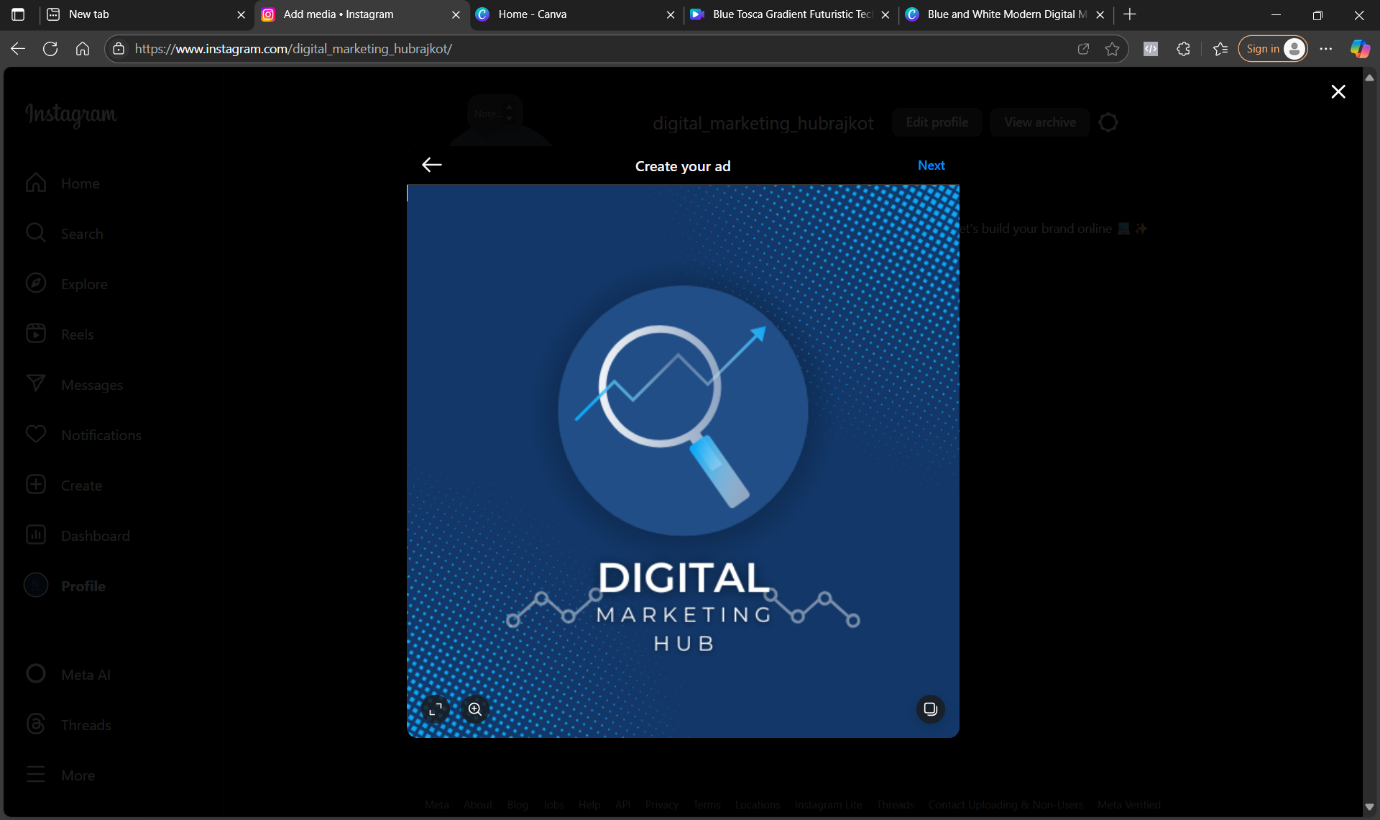 New tab
Add media • Instagram
Home - Canva
Blue Tosca Gradient Futuristic Tec
Blue and White Modern Digital M
https://www.instagram.com/digital_marketing_hubrajkot/
Sign in
Instagram
Note...
digital_marketing_hubrajkot
Edit profile
View archive
Create your ad
Next
Home
Search
et's build your brand online
Explore
Reels
Messages
Notifications
Create
Dashboard
Profile
DIGITAL
MARKETING
HUB
Meta AI
Threads
More
Meta About Blog Jobs Help API Privacy Terms Locations Instagram Lite Threads Contact Uploading & Non-Users Meta Verified